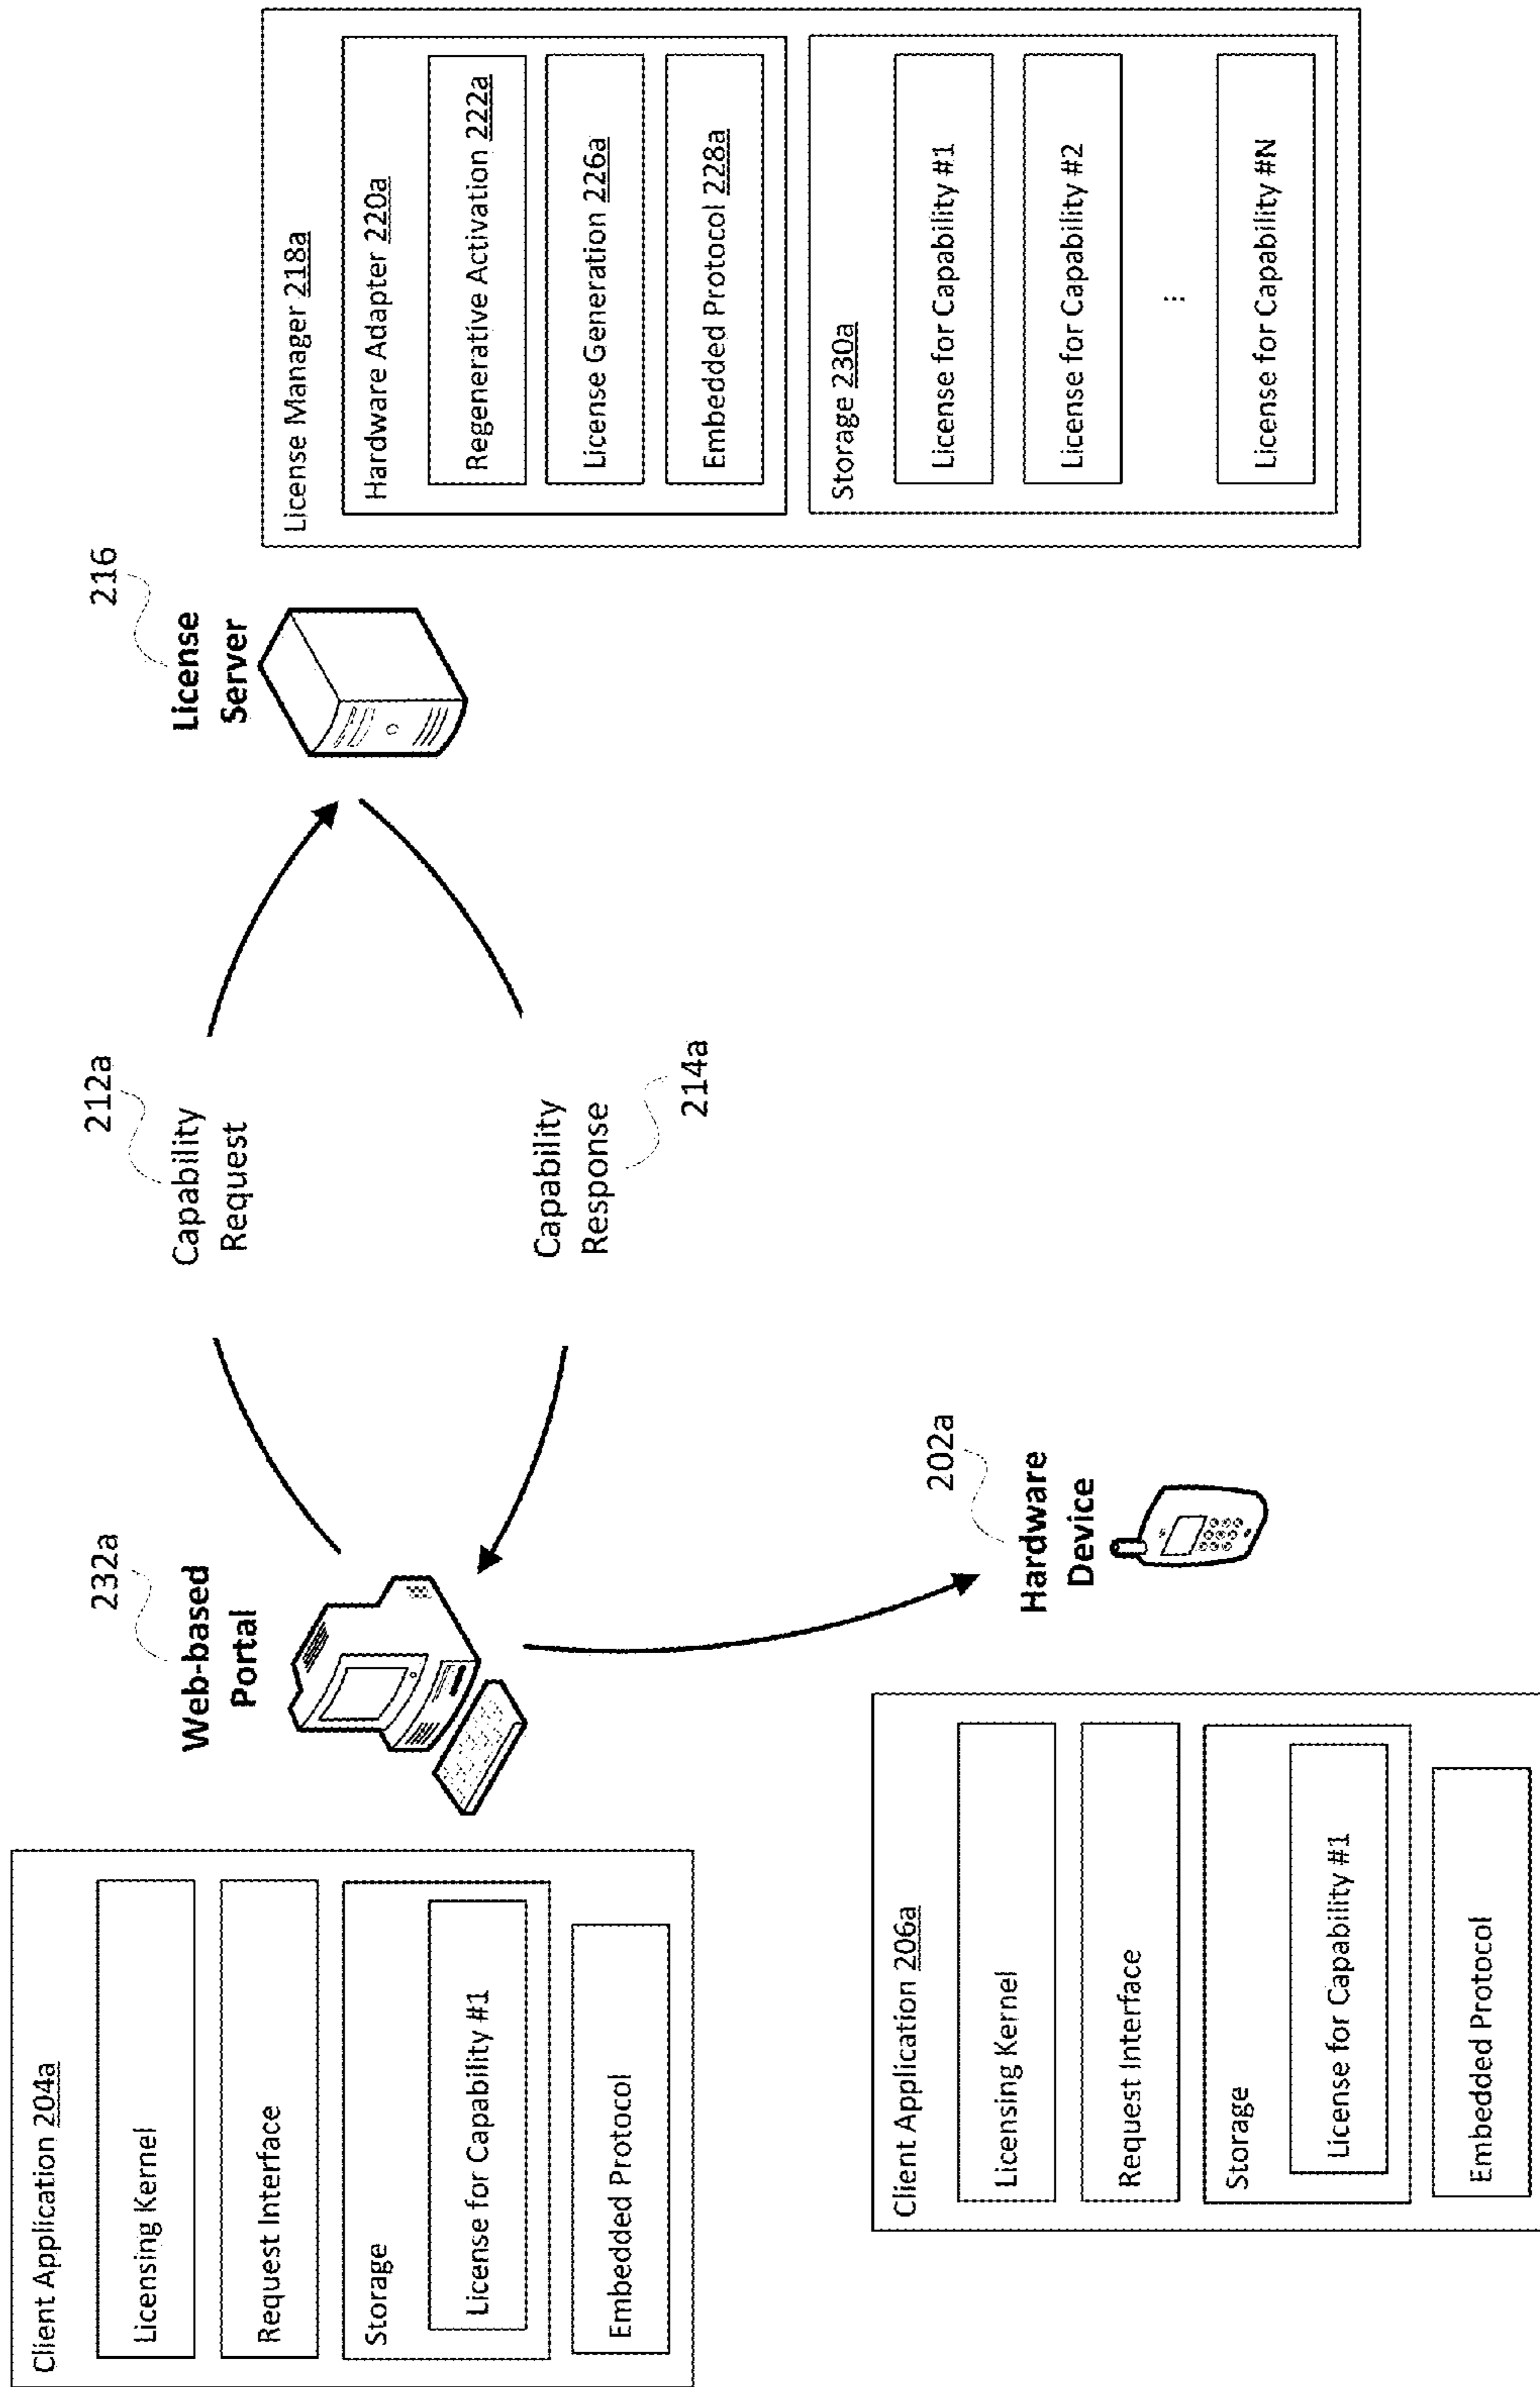 Client Application 204a
Licensing Kernel
Request Interface
Storage
License for Capability #1
Embedded Protocol
232a
Web-based
Portal
212a
Capability
Request
Capability
Response
214a
216
License
Server
License Manager 218a
Hardware Adapter 220a
Regenerative Activation 222a
License Generation 226a
Embedded Protocol 228a
Storage 230a
License for Capability #1
License for Capability #2
...
License for Capability #N
Client Application 206a
Licensing Kernel
Request Interface
Storage
License for Capability #1
Embedded Protocol
202a
Hardware
Device